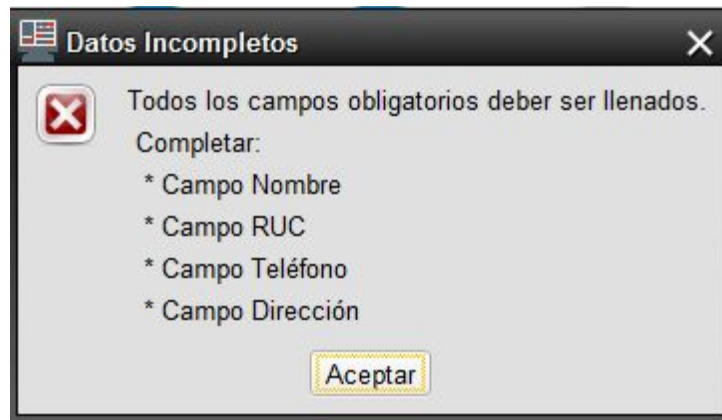 Datos Incompletos
Todos los campos obligatorios deber ser llenados.
Completar:
* Campo Nombre
* Campo RUC
* Campo Teléfono
* Campo Dirección
Aceptar